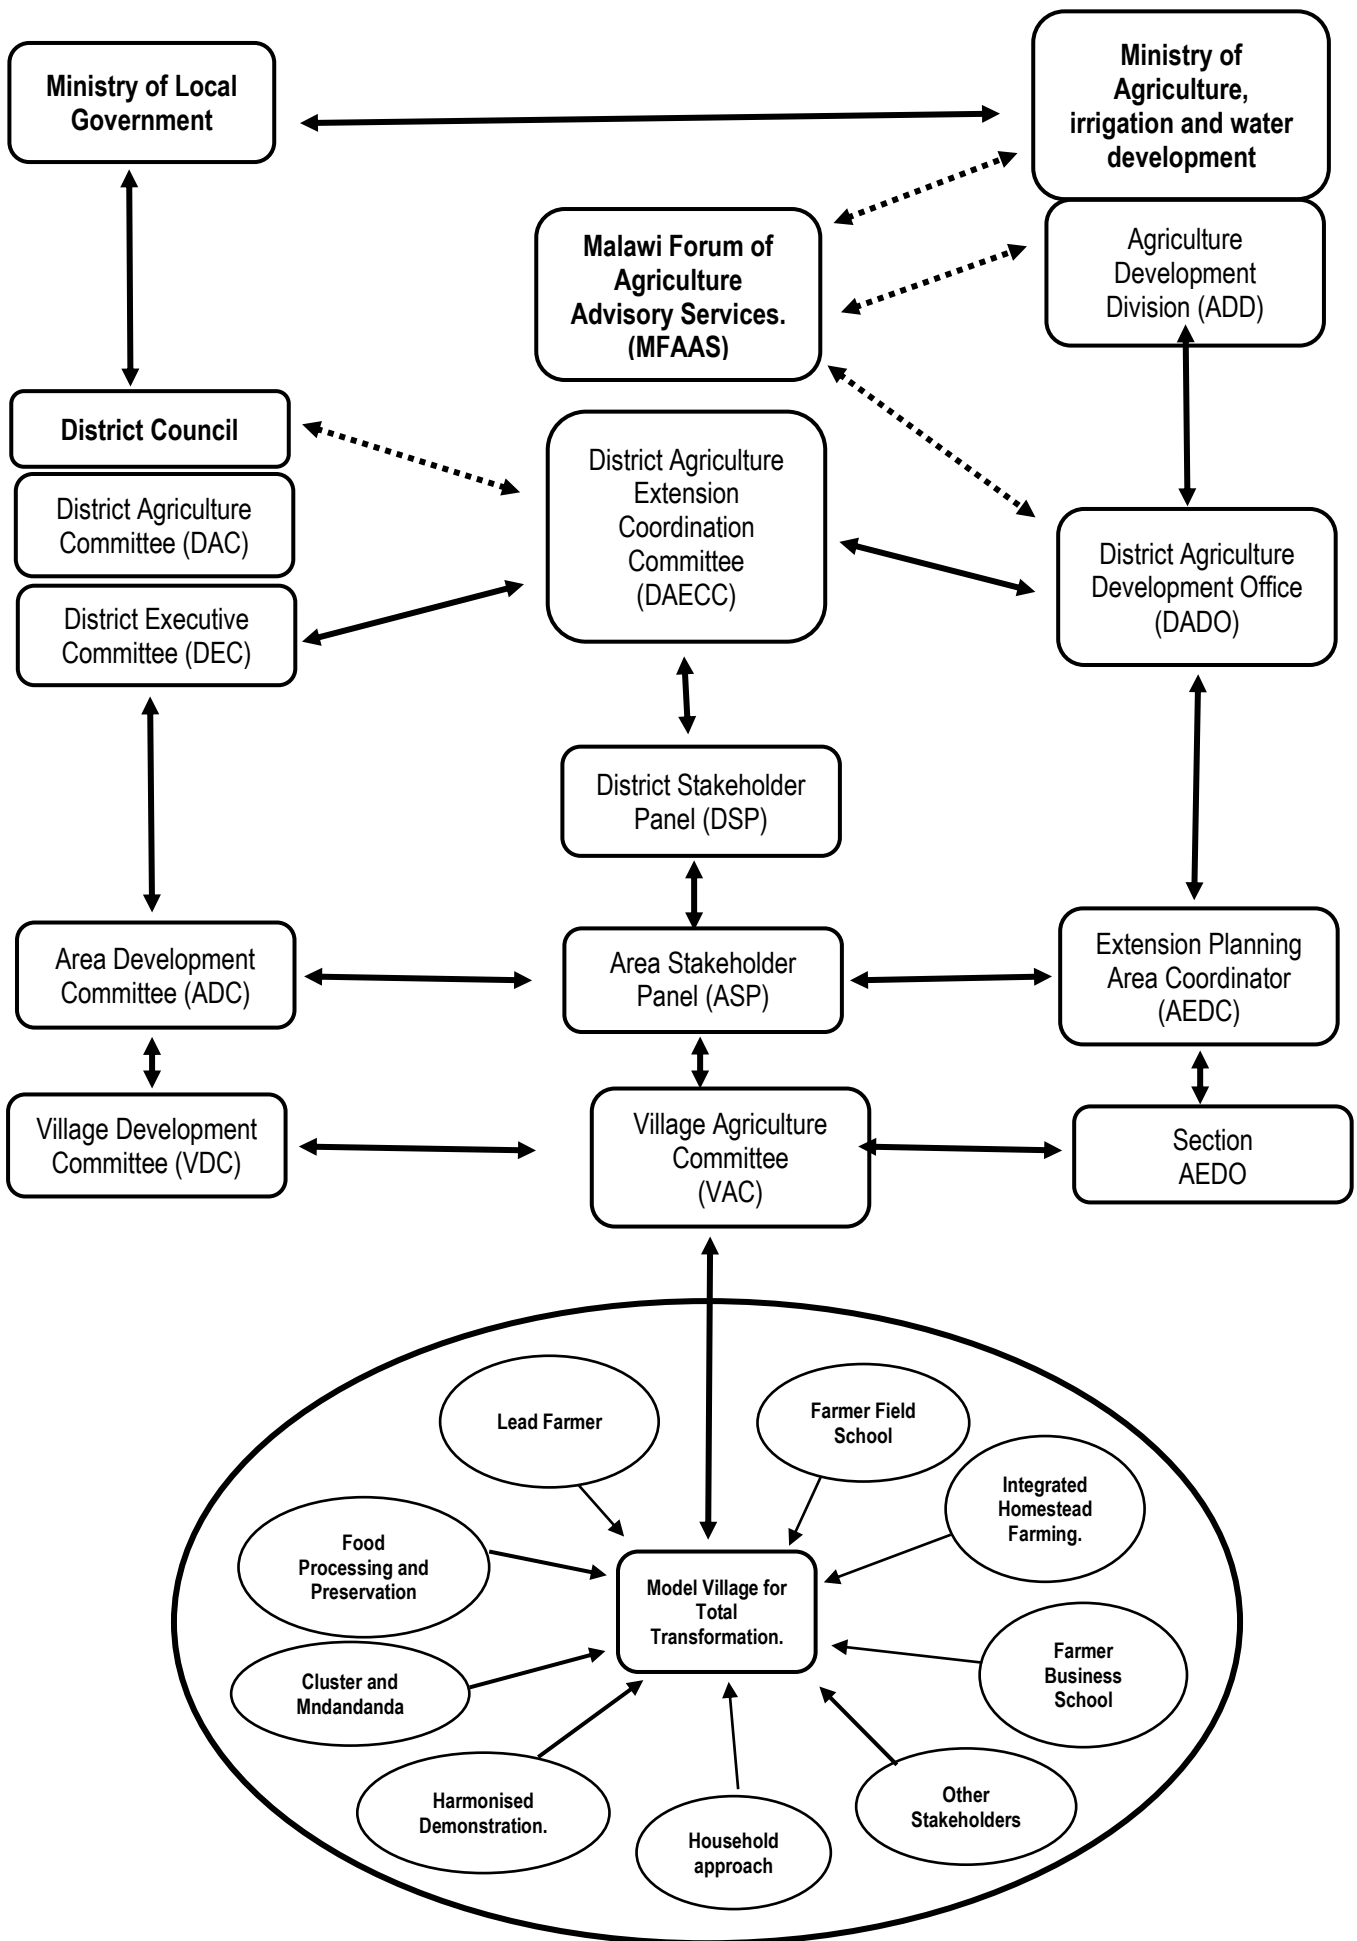 Ministry of Local
Government
Ministry of
Agriculture,
irrigation and water
development
Malawi Forum of
Agriculture
Advisory Services.
(MFAAS)
Agriculture
Development
Division (ADD)
District Council
District Agriculture
Committee (DAC)
District Executive
Committee (DEC)
District Agriculture
Extension
Coordination
Committee
(DAECC)
District Agriculture
Development Office
(DADO)
District Stakeholder
Panel (DSP)
Area Development
Committee (ADC)
Area Stakeholder
Panel (ASP)
Extension Planning
Area Coordinator
(AEDC)
Village Development
Committee (VDC)
Village Agriculture
Committee
(VAC)
Section
AEDO
Lead Farmer
Farmer Field
School
Integrated
Homestead
Farming.
Food
Processing and
Preservation
Model Village for
Total
Transformation.
Cluster and
Mndandanda
Farmer
Business
School
Harmonised
Demonstration.
Household
approach
Other
Stakeholders